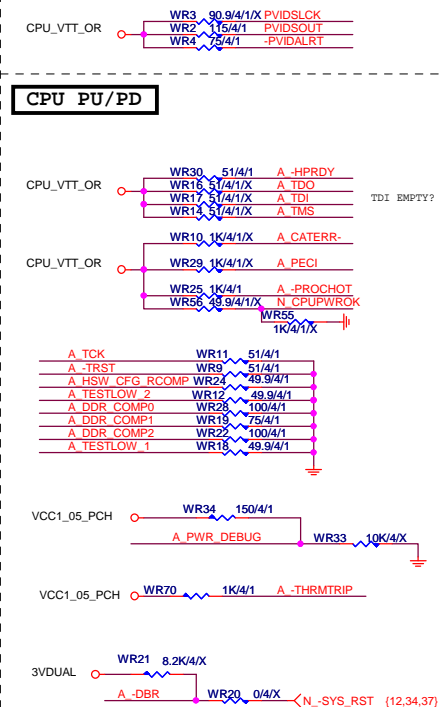 WR3 90.9/4/1/X PVIDSLCK
CPU_VTT_OR WR2 115/4/1 PVIDSOUT
WR4 75/4/1 -PVIDALRT
CPU PU/PD
WR30 51/4/1 A_-HPRDY
CPU_VTT_OR WR16 51/4/1/X A_TDO
WR17 51/4/1/X A_TDI TDI EMPTY?
WR14 51/4/1/X A_TMS
WR10 1K/4/1/X A_CATERR-
CPU_VTT_OR WR29 1K/4/1/X A_PECI
WR25 1K/4/1 A_-PROCHOT
WR56 49.9/4/1/X N_CPUPWROK
WR55
1K/4/1/X
A_TCK WR11 51/4/1
A_-TRST WR9 51/4/1
A_HSW_CFG_RCOMP WR24 49.9/4/1
A_TESTLOW_2 WR12 49.9/4/1
A_DDR_COMP0 WR28 100/4/1
A_DDR_COMP1 WR19 75/4/1
A_DDR_COMP2 WR22 100/4/1
A_TESTLOW_1 WR18 49.9/4/1
VCC1_05_PCH WR34 150/4/1
A_PWR_DEBUG WR33 10K/4/X
VCC1_05_PCH WR70 1K/4/1 A_-THRMTRIP
3VDUAL WR21 8.2K/4/X
A_-DBR WR20 0/4/X N_-SYS_RST {12,34,37}